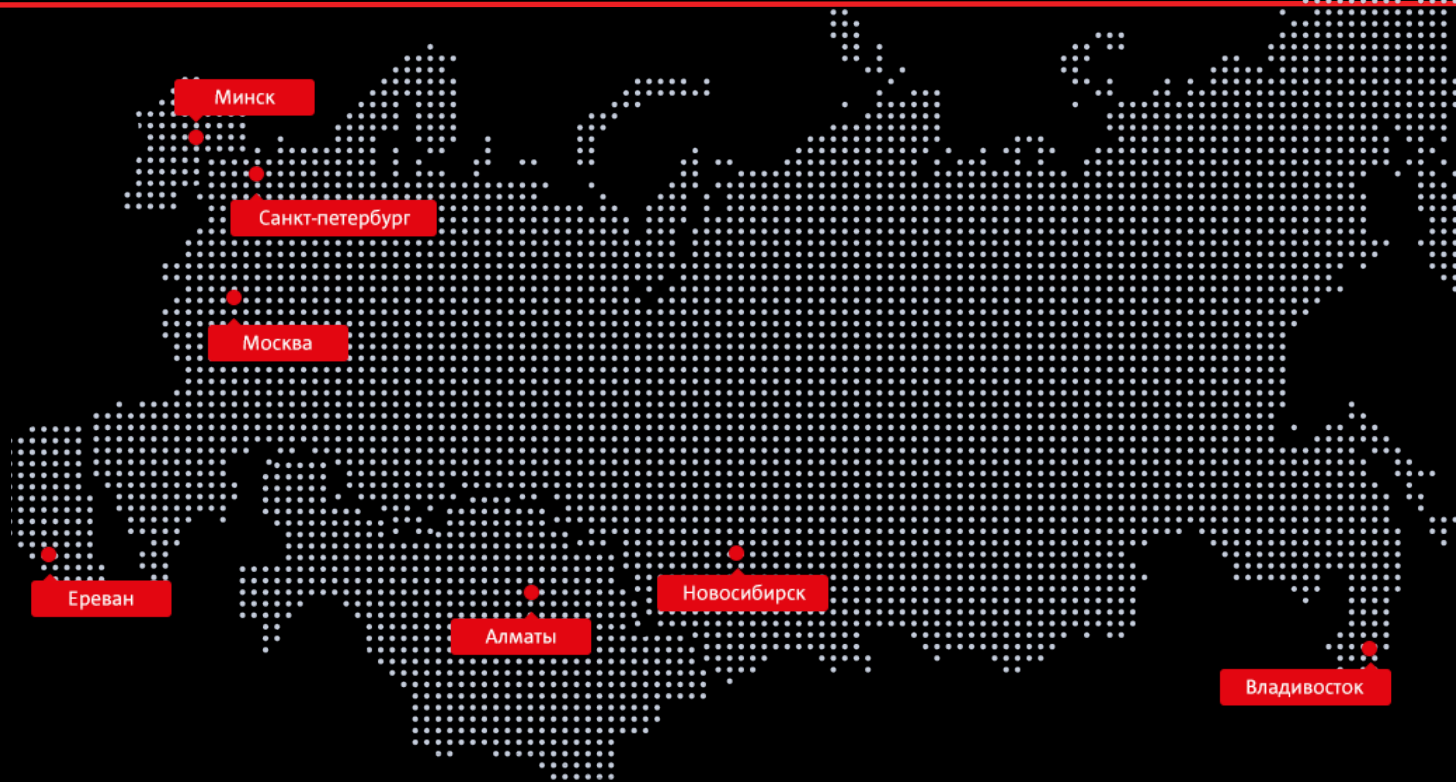 Минск
Санкт-петербург
Москва
Ереван
Алматы
Новосибирск
Владивосток